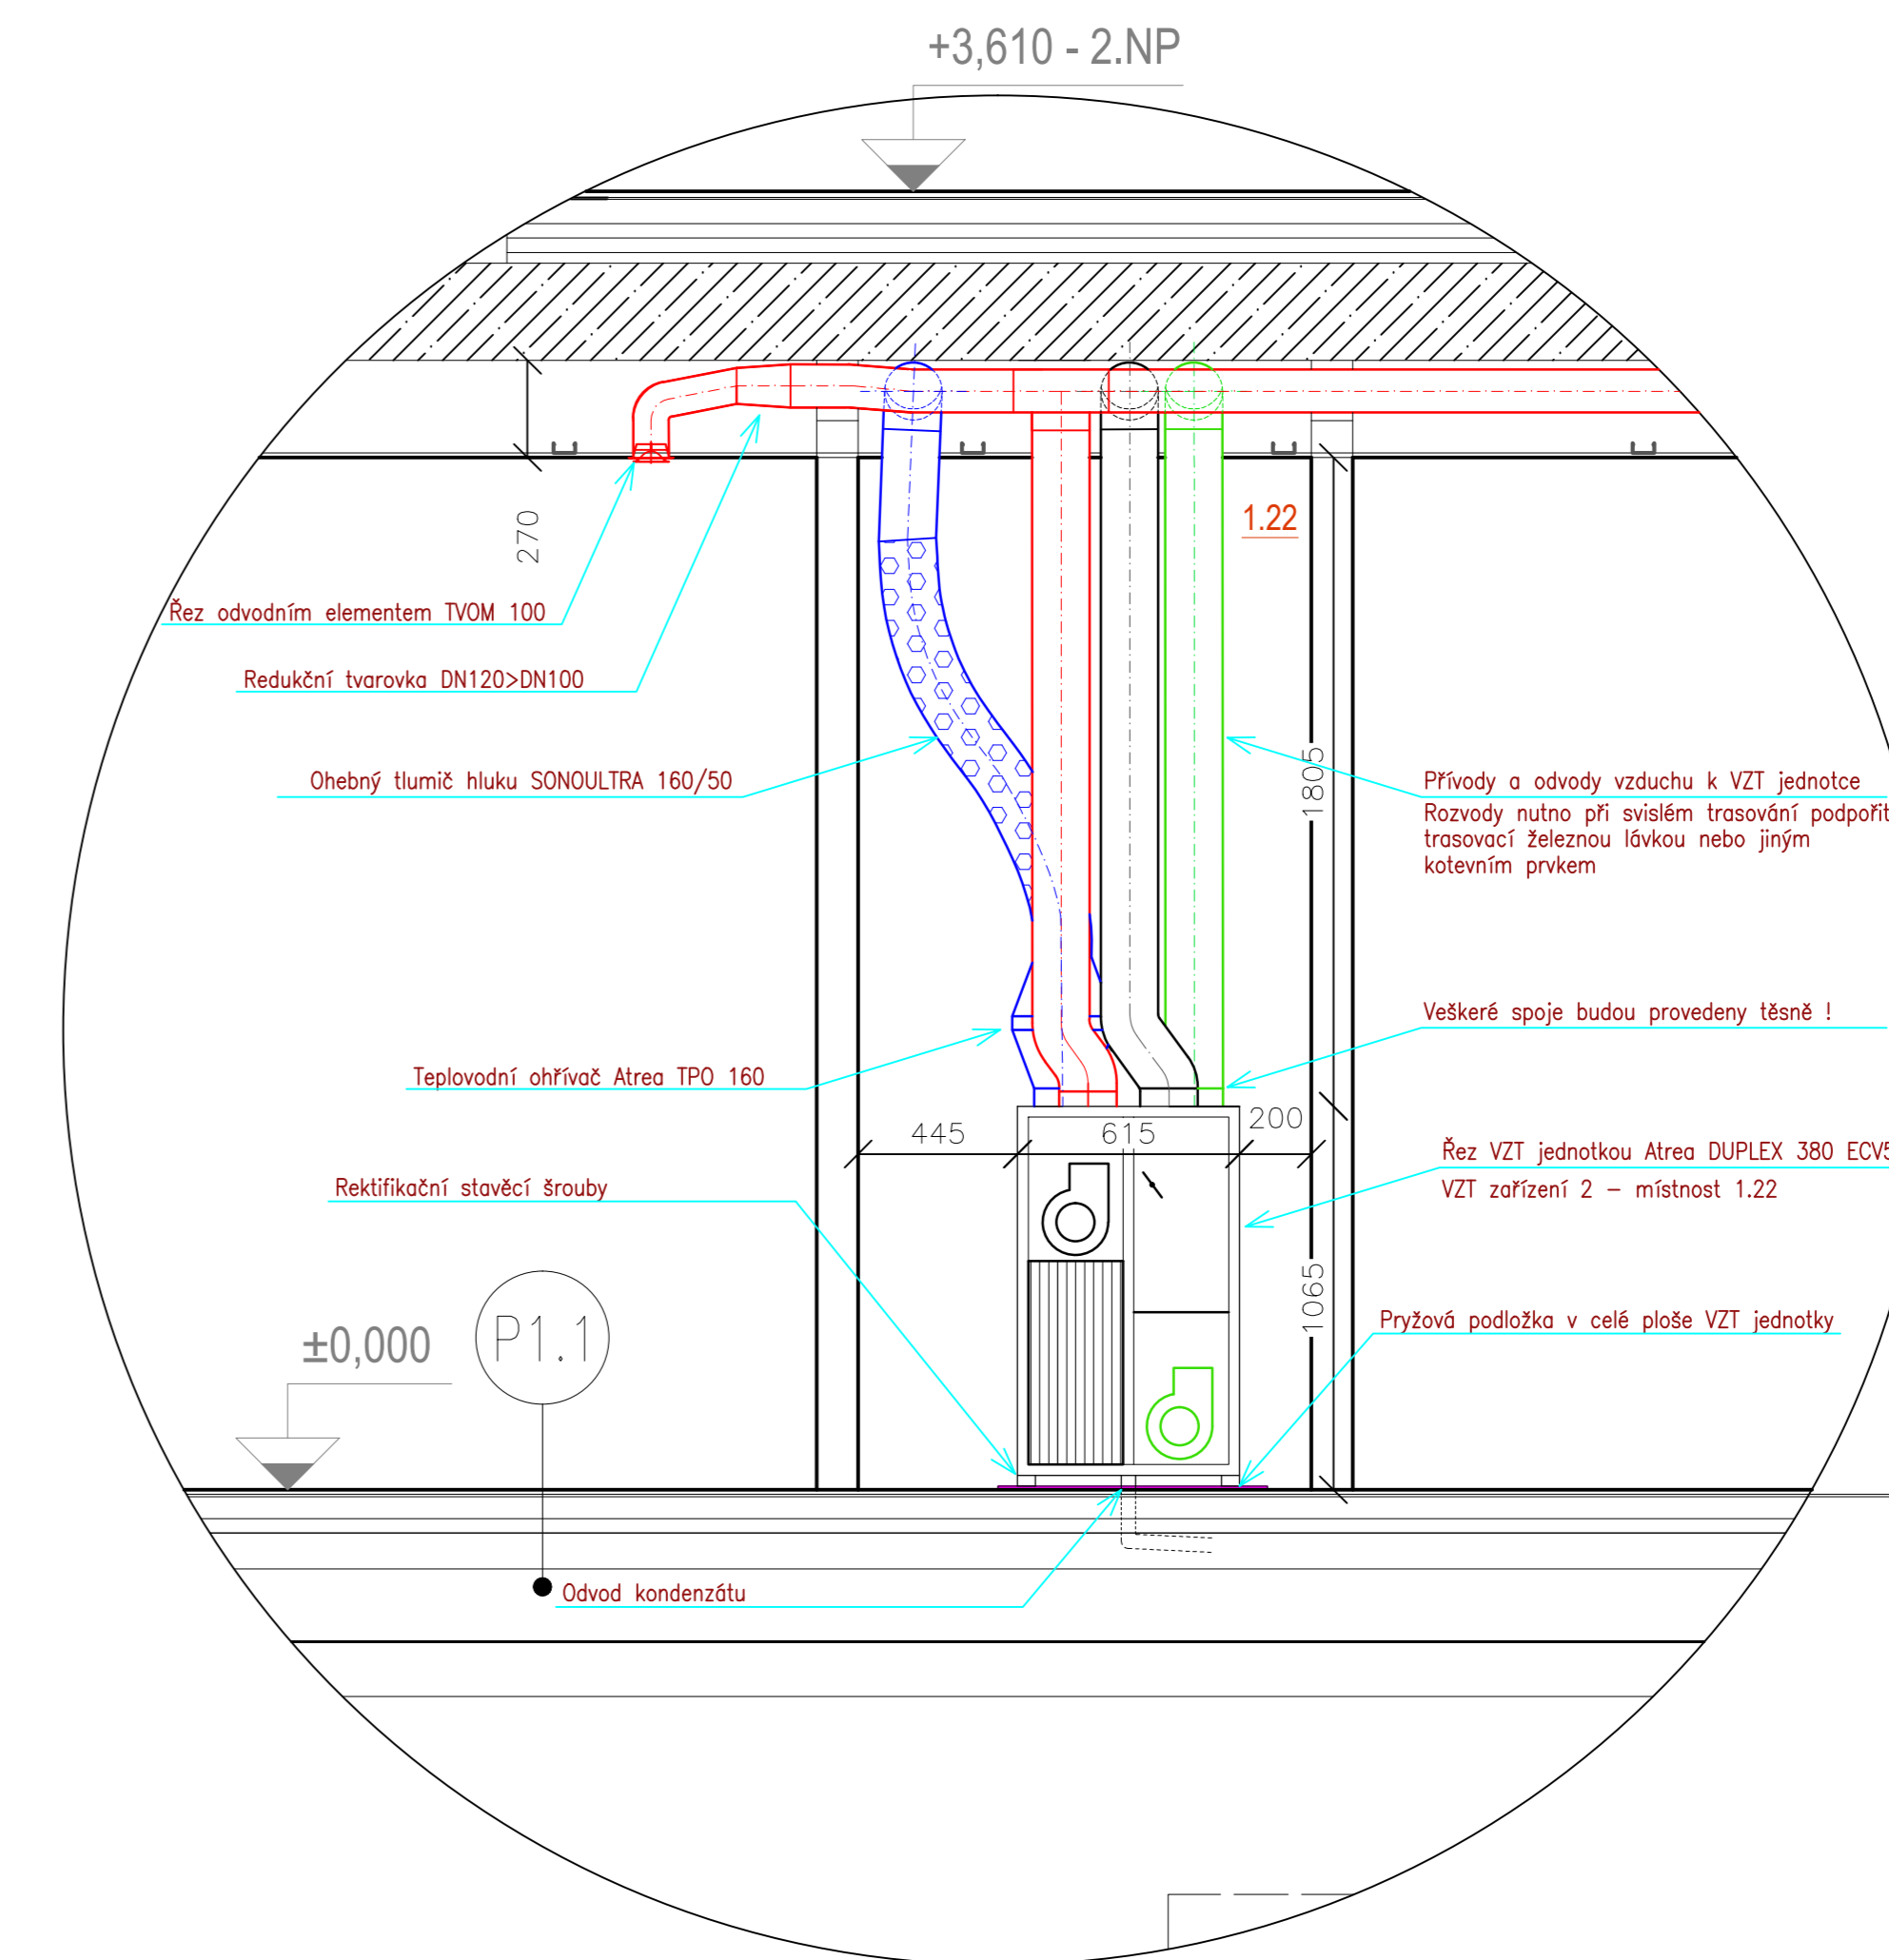 +3,610 - 2.NP
270
1.22
Řez odvodním elementem TVOM 100
Redukční tvarovka DN120>DN100
Ohebný tlumič hluku SONOULTRA 160/50
1805
Přívody a odvody vzduchu k VZT jednotce
Rozvody nutno při svislém trasování podpořit
trasovací železnou lávkou nebo jiným
kotevním prvkem
Veškeré spoje budou provedeny těsně !
Teplovodní ohřívač Atrea TPO 160
445
615
200
Řez VZT jednotkou Atrea DUPLEX 380 ECV5
VZT zařízení 2 – místnost 1.22
Rektifikační stavěcí šrouby
1065
±0,000
P1.1
Pryžová podložka v celé ploše VZT jednotky
Odvod kondenzátu